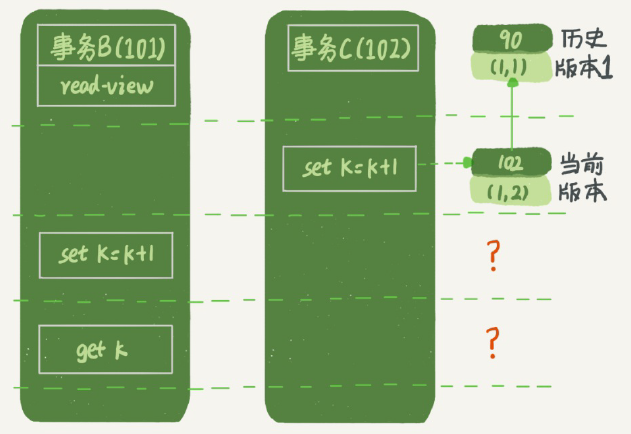 事务B(101)
read-view
事务C(102)
90
(1,1)
历史
版本1
set k=k+1
102
(1,2)
当前
版本
set k=k+1
?
get k
?